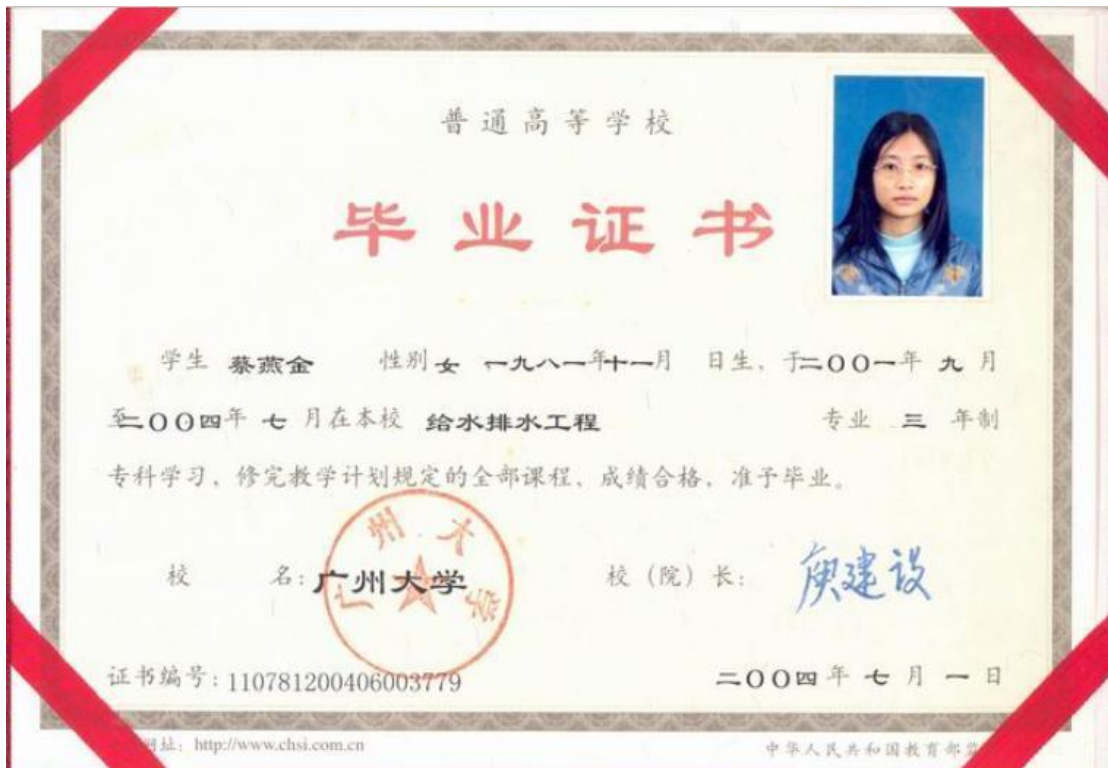 普通高等学校
毕业证书
学生 蔡燕金 性别 女 一九八一年十一月 日生、于二〇〇一年 九 月
至二〇〇四年 七 月在本校 给水排水工程 专业 三 年制
专科学习、修完教学计划规定的全部课程、成绩合格、准予毕业。
校 名：广州大学 校（院）长：庾建设
广州大学
证书编号：110781200406003779 二〇〇四年 七 月 一 日
网址：http://www.chsi.com.cn 中华人民共和国教育部监